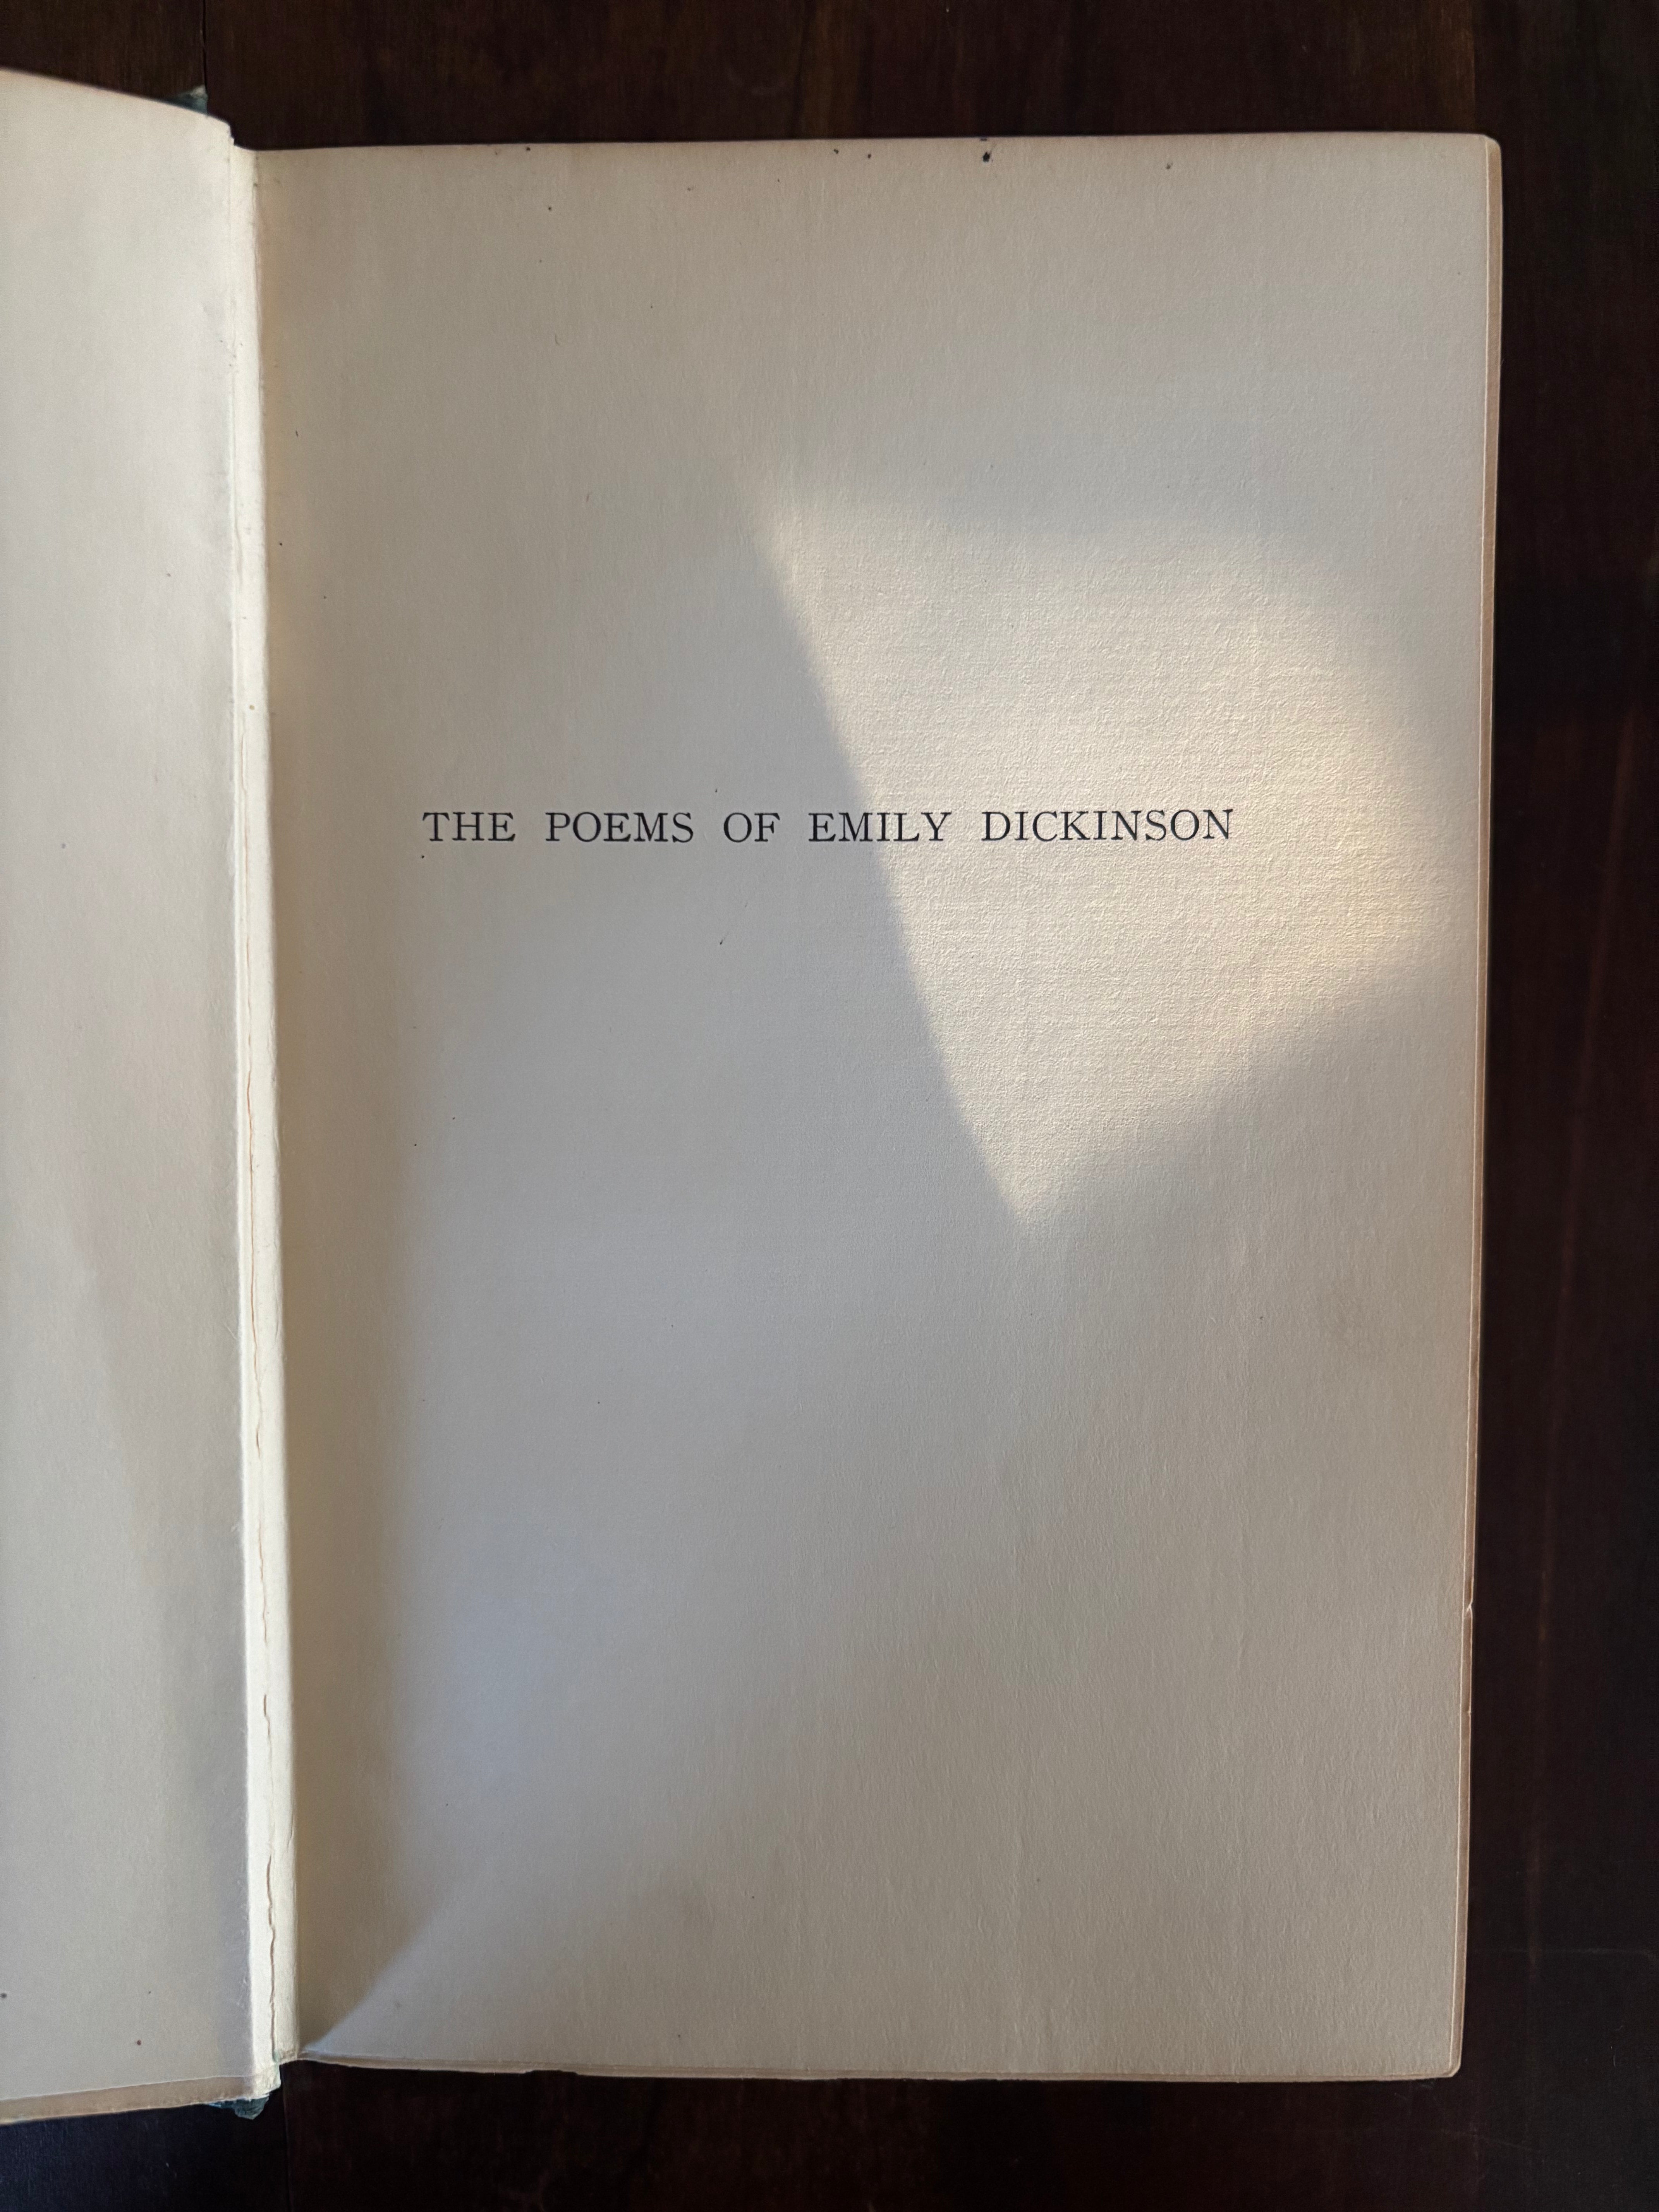 THE POEMS OF EMILY DICKINSON